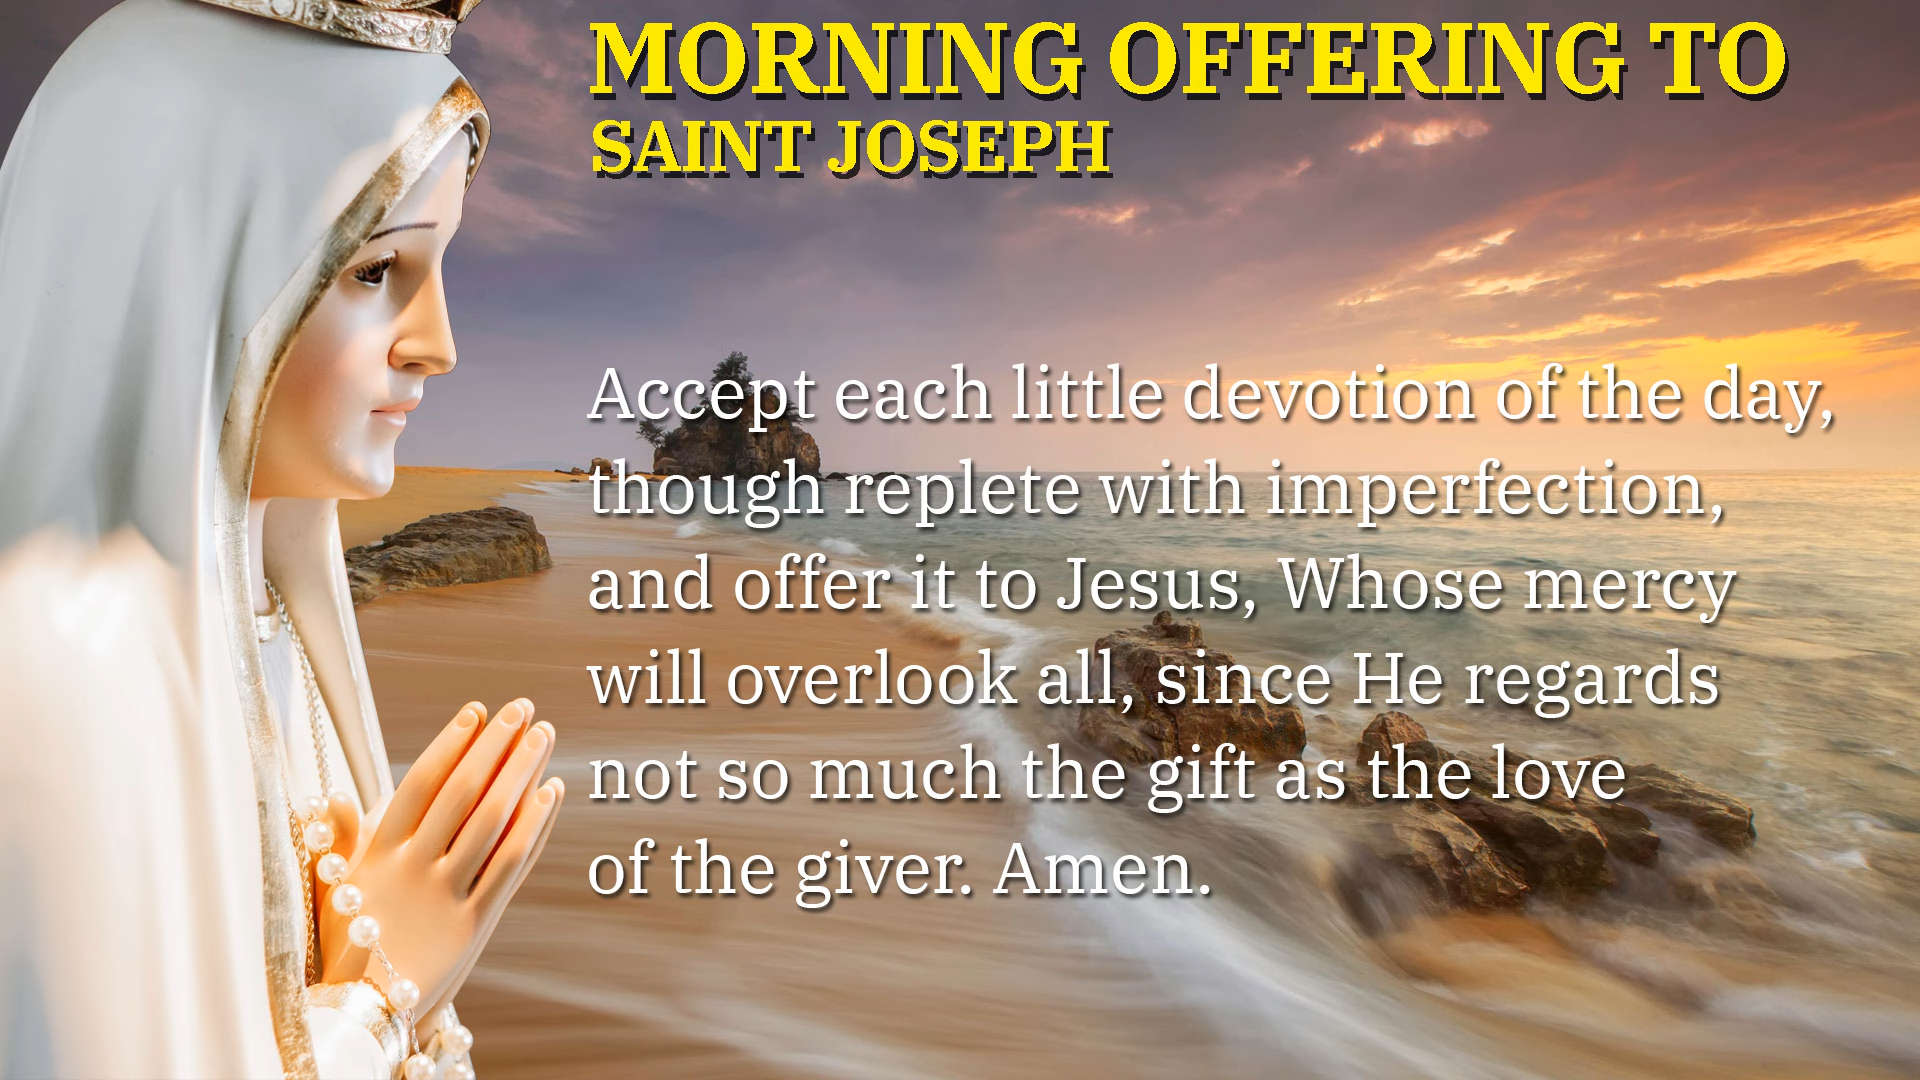 MORNING OFFERING TO
SAINT JOSEPH
Accept each little devotion of the day,
though replete with imperfection,
and offer it to Jesus, Whose mercy
will overlook all, since He regards
not so much the gift as the love
of the giver. Amen.